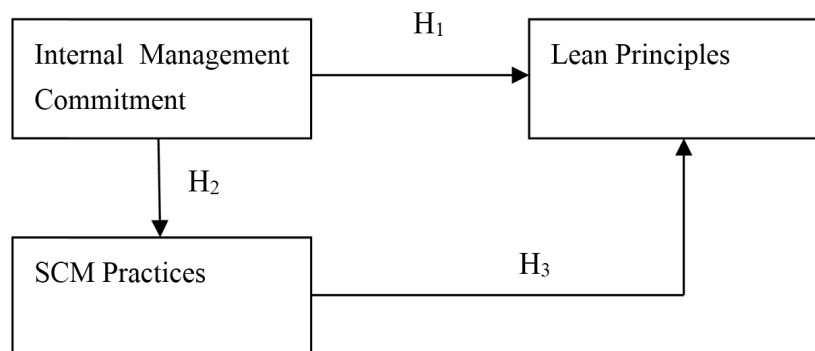 H₁
Internal Management
Commitment
Lean Principles
H₂
SCM Practices
H₃